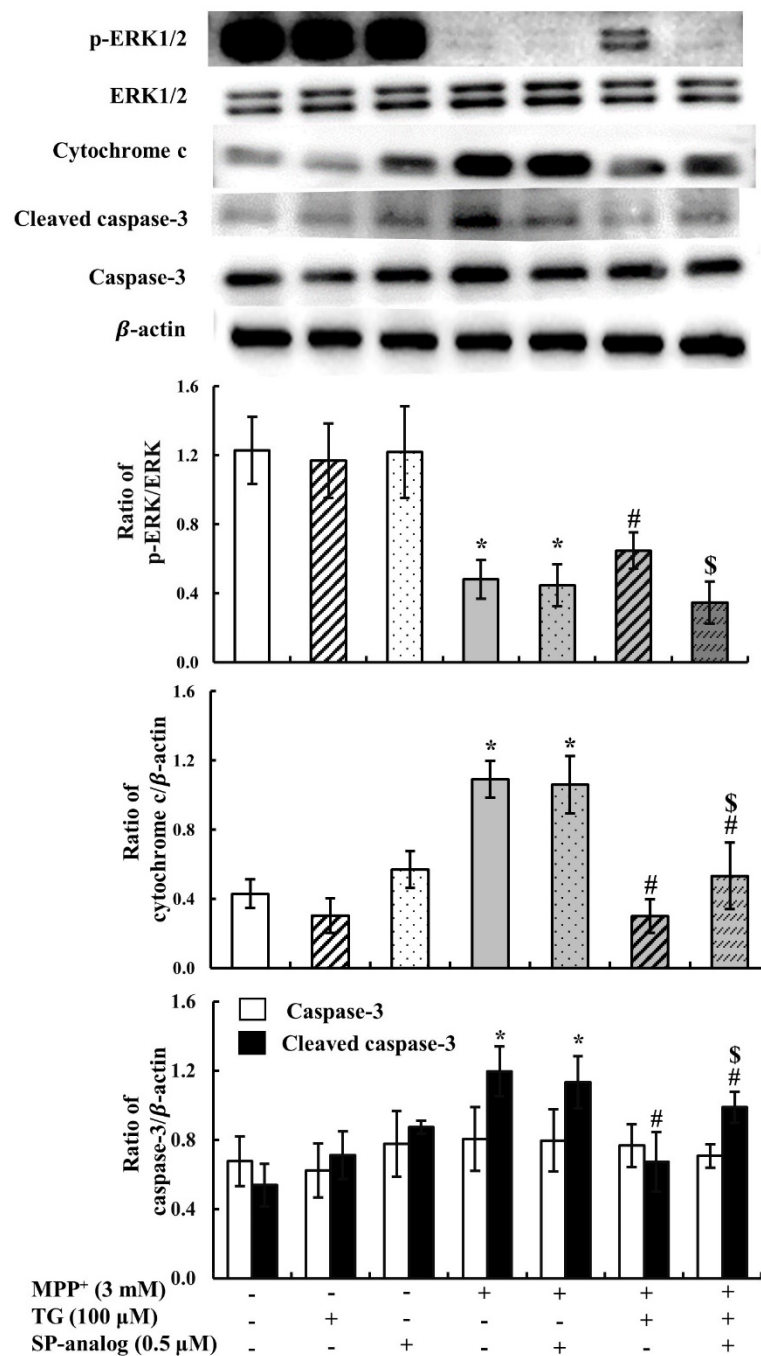 p-ERK1/2
ERK1/2
Cytochrome c
Cleaved caspase-3
Caspase-3
β-actin
1.6
1.2
0.8
0.4
0.0
Ratio of
p-ERK/ERK
* * # $
1.6
1.2
0.8
0.4
0.0
Ratio of
cytochrome c/β-actin
* * # $
#
1.6
1.2
0.8
0.4
0.0
Ratio of
caspase-3/β-actin
Caspase-3
Cleaved caspase-3
* * # $
#
MPP⁺ (3 mM) - - - + + + +
TG (100 μM) - + - - - + +
SP-analog (0.5 μM) - - + - + - +